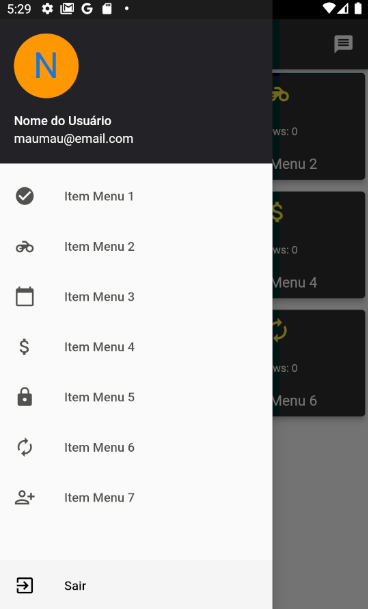 5:29
N
Nome do Usuário
maumau@email.com
ws: 0
Menu 2
Item Menu 1
Item Menu 2
Item Menu 3
Item Menu 4
ws: 0
Menu 4
Item Menu 5
Item Menu 6
ws: 0
Menu 6
Item Menu 7
Sair